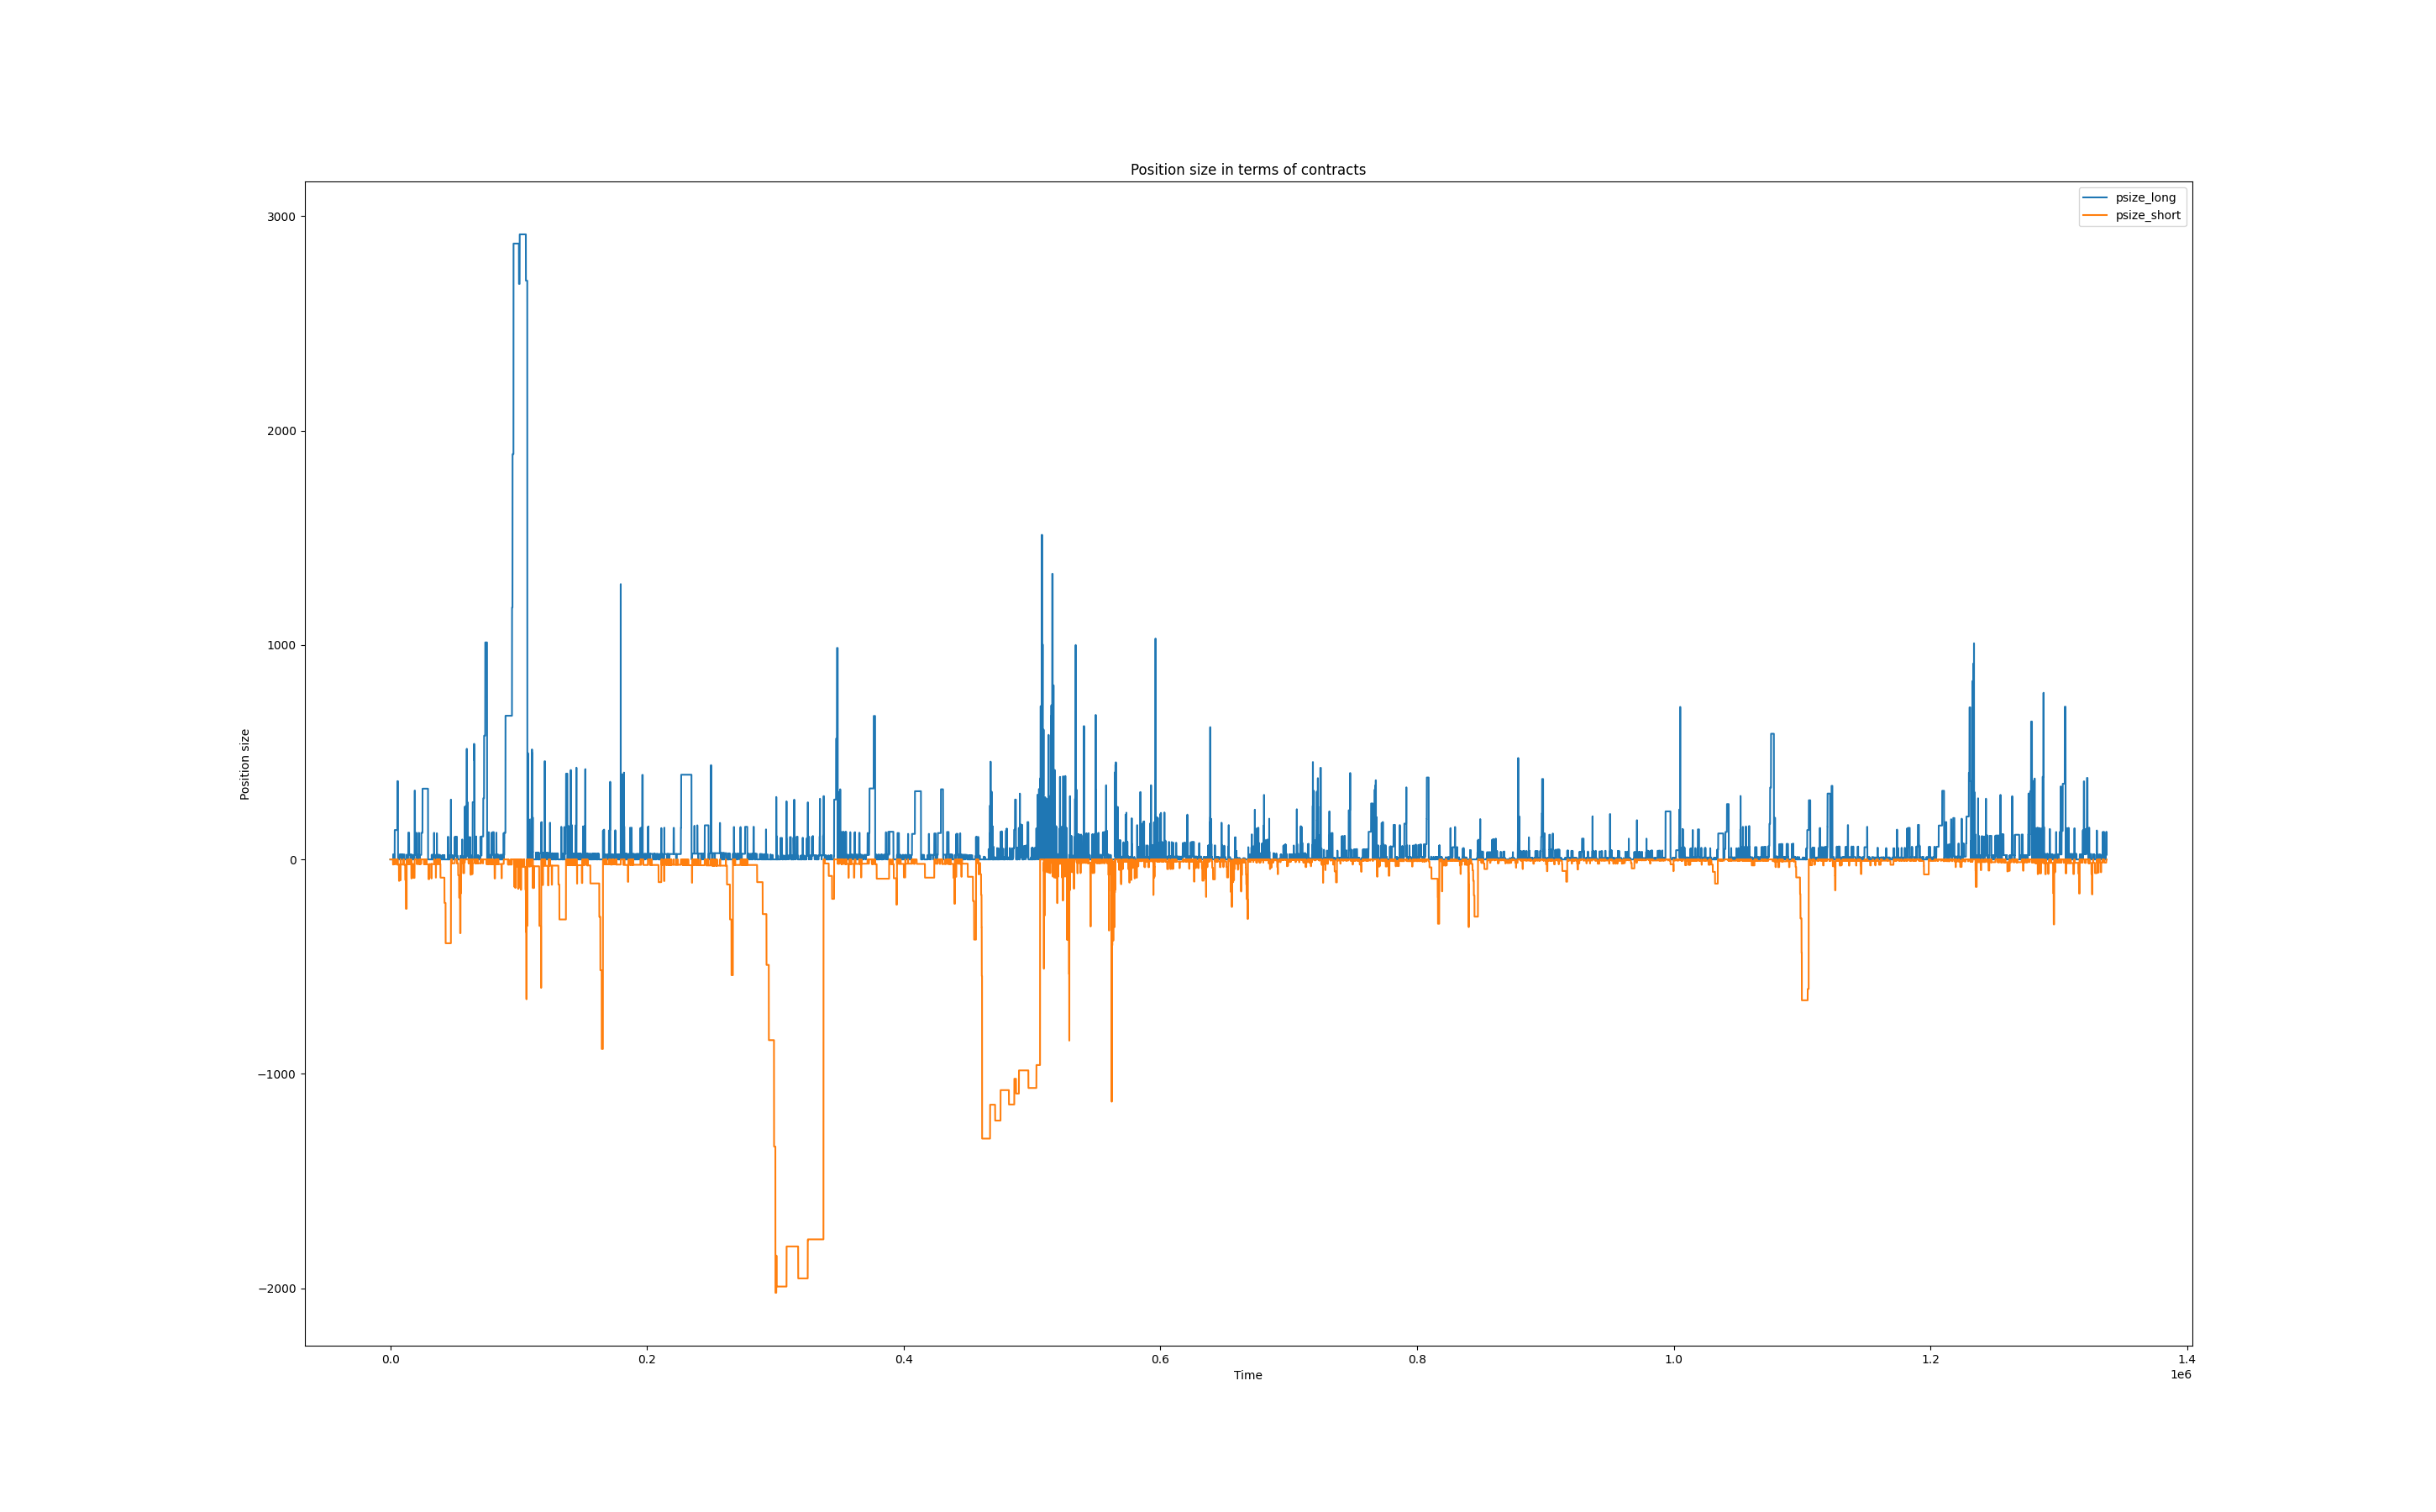 Position size in terms of contracts
psize_long
psize_short
3000
2000
1000
0
−1000
−2000
Position size
0.0 0.2 0.4 0.6 0.8 1.0 1.2 1.4
1e6
Time